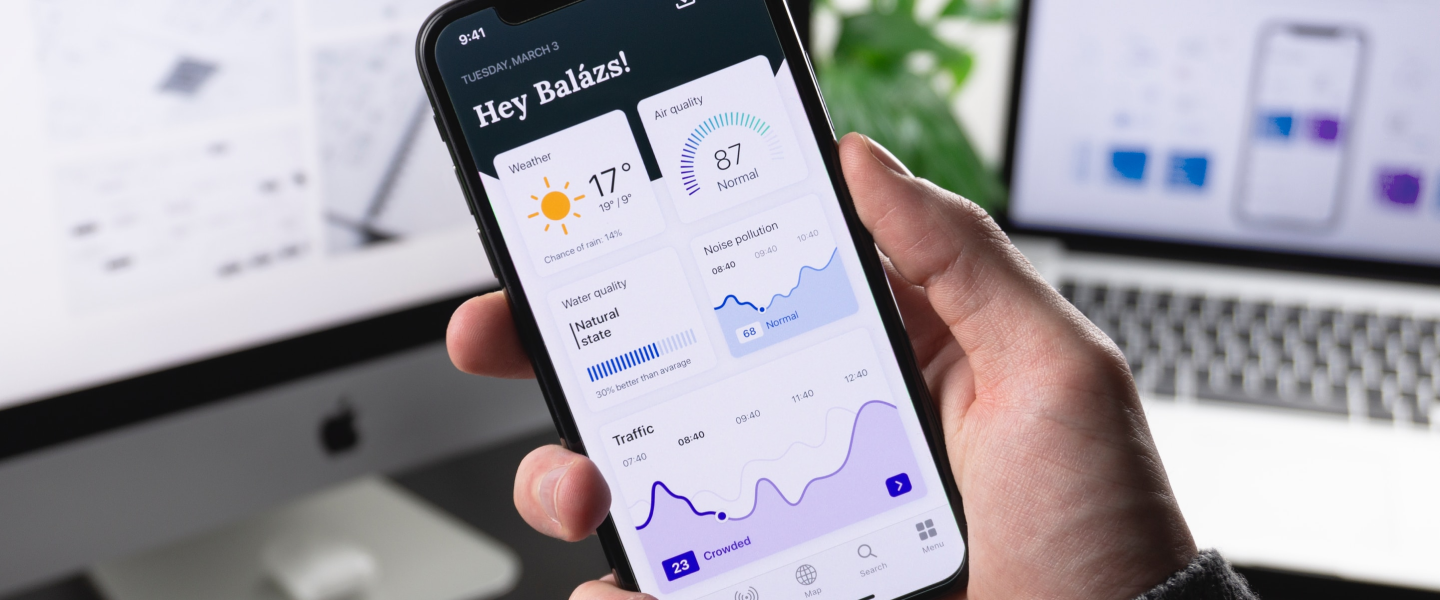 9:41
TUESDAY, MARCH 3
Hey Balázs!
Weather
17°
19° / 9°
Chance of rain: 14%
Air quality
87
Normal
Water quality
Natural
state
30% better than avarage
Noise pollution
08:40 09:40 10:40
68 Normal
Traffic
07:40 08:40 09:40 11:40 12:40
23 Crowded
Map
Search
Menu